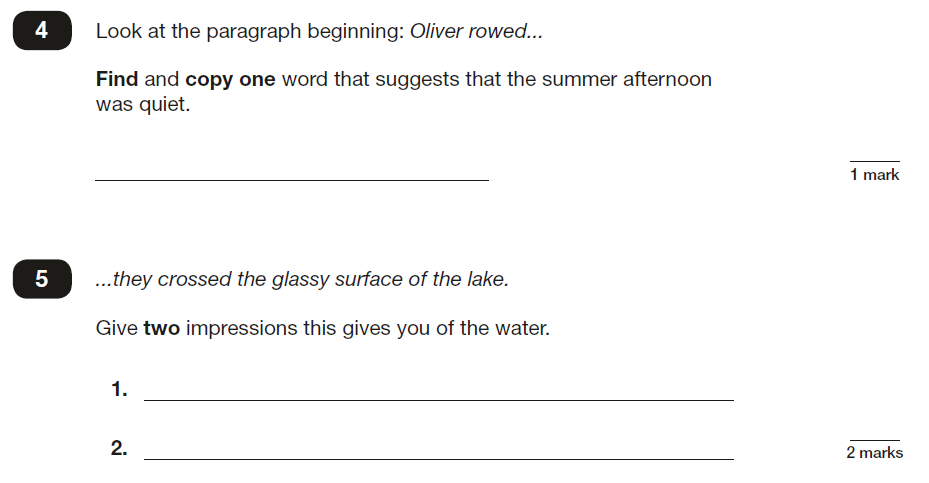 4 Look at the paragraph beginning: Oliver rowed...
Find and copy one word that suggests that the summer afternoon
was quiet.
1 mark
5 ...they crossed the glassy surface of the lake.
Give two impressions this gives you of the water.
1.
2.
2 marks